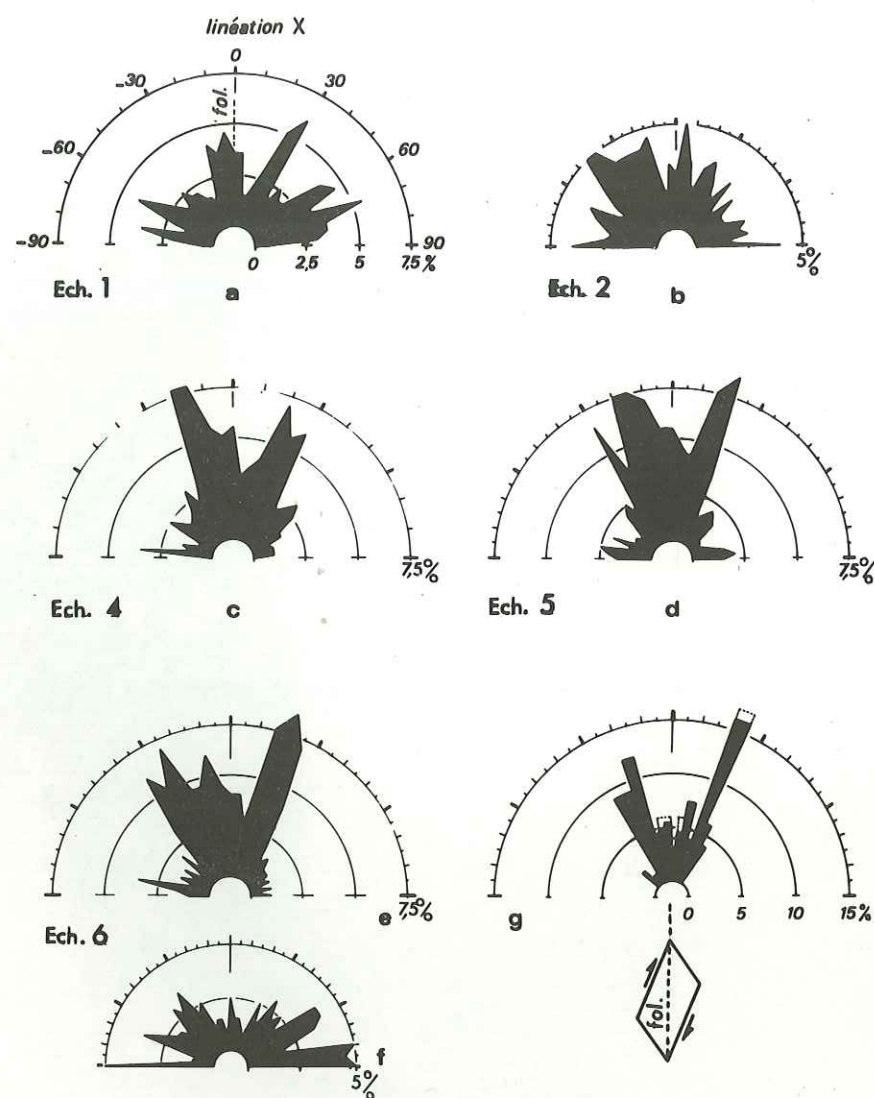 linéation X
0
-30 30
fol.
-60 60
-90 90
0 2,5 5 7,5 %
Ech. 1 a
5%
Ech. 2 b
7,5%
Ech. 4 c
7,5%
Ech. 5 d
e 7,5%
Ech. 6
g 0 5 10 15%
f
5%
fol.